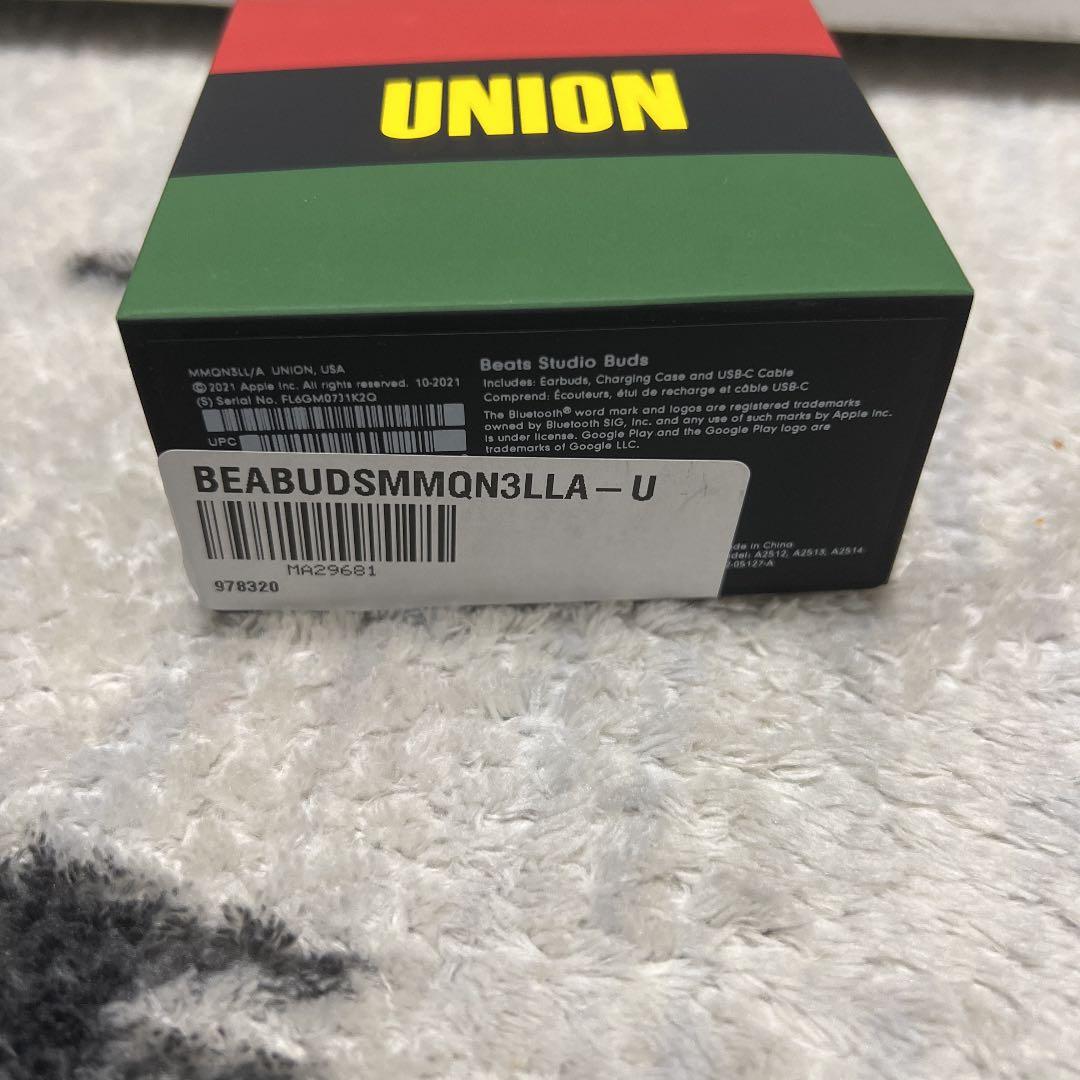 UNION
MMQN3LL/A UNION, USA
©2021 Apple Inc. All rights reserved. 10-2021
(S) Serial No. FL6GM0731K2Q
UPC
Beats Studio Buds
Includes: Earbuds, Charging Case and USB-C Cable
Comprend: Écouteurs, étui de recharge et câble USB-C
The Bluetooth® word mark and logos are registered trademarks
owned by Bluetooth SIG, Inc. and any use of such marks by Apple Inc.
is under license. Google Play and the Google Play logo are
trademarks of Google LLC.
BEABUDSMMQN3LLA-U
MA29681
978320
in China
A2512, A2513, A2514
-05127-A